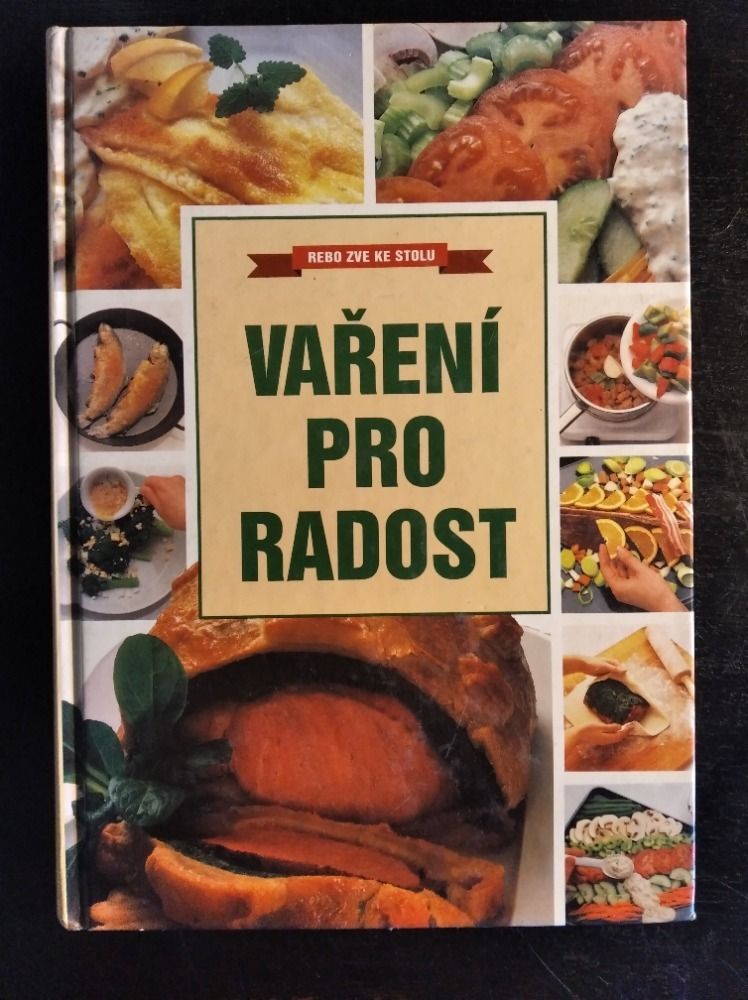 REBO ZVE KE STOLU
VAŘENÍ
PRO
RADOST